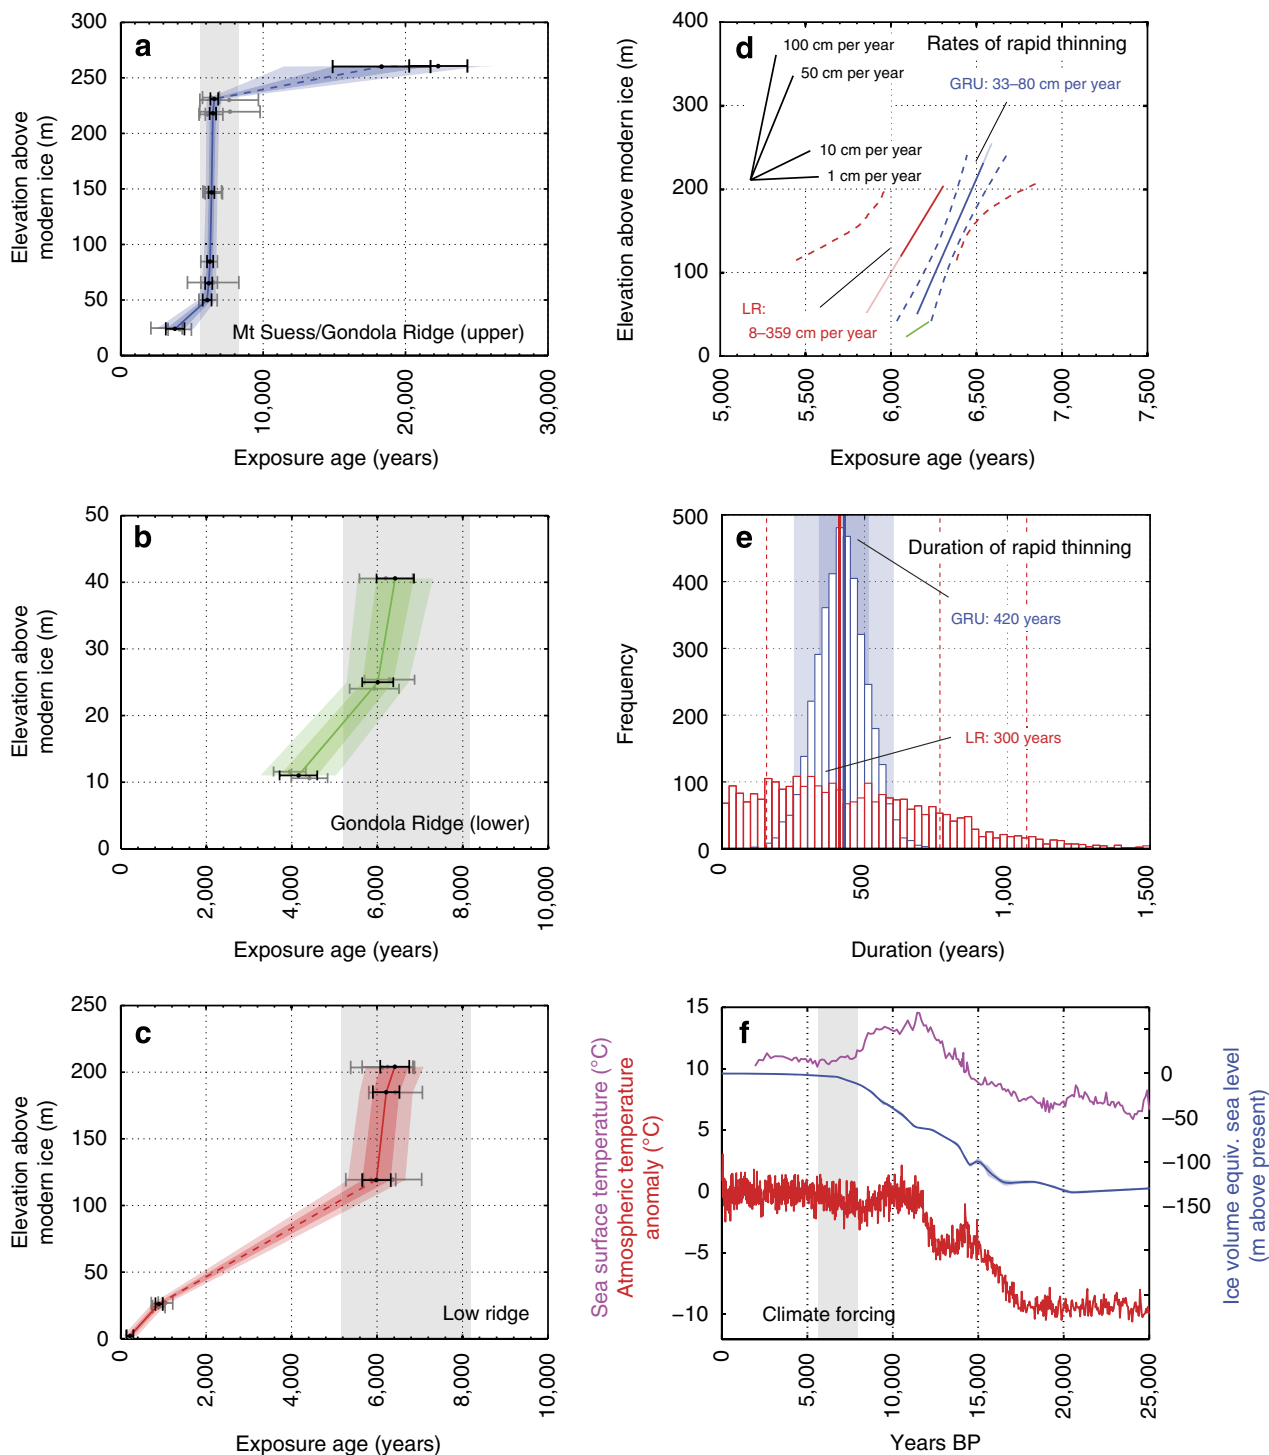 a
300
250
200
150
100
50
0
Elevation above
modern ice (m)
Mt Suess/Gondola Ridge (upper)
0
10,000
20,000
30,000
Exposure age (years)
d
400
300
200
100
0
Elevation above modern ice (m)
100 cm per year
50 cm per year
10 cm per year
1 cm per year
Rates of rapid thinning
GRU: 33–80 cm per year
LR:
8–359 cm per year
5,000
5,500
6,000
6,500
7,000
7,500
Exposure age (years)
b
50
40
30
20
10
0
Elevation above
modern ice (m)
Gondola Ridge (lower)
0
2,000
4,000
6,000
8,000
10,000
Exposure age (years)
e
500
400
300
200
100
0
Frequency
Duration of rapid thinning
GRU: 420 years
LR: 300 years
0
500
1,000
1,500
Duration (years)
c
250
200
150
100
50
0
Elevation above
modern ice (m)
Low ridge
0
2,000
4,000
6,000
8,000
10,000
Exposure age (years)
f
15
10
5
0
−5
−10
Sea surface temperature (°C)
Atmospheric temperature
anomaly (°C)
0
−50
−100
−150
Ice volume equiv. sea level
(m above present)
Climate forcing
0
5,000
10,000
15,000
20,000
25,000
Years BP